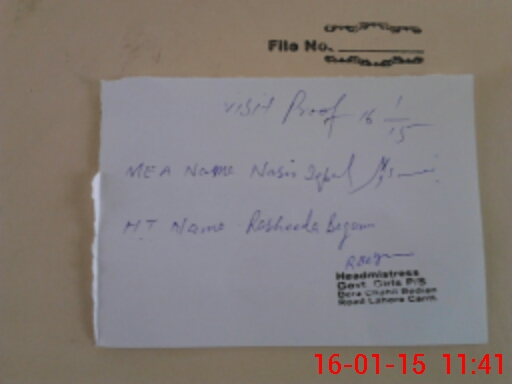 File No.
Visit Proof 16/1/15
MEA Name Nasir Iqbal
H.T Name Rasheeda Begum
Headmistress
Govt. Girls P/S
Road Lahore Cantt
16-01-15 11:41